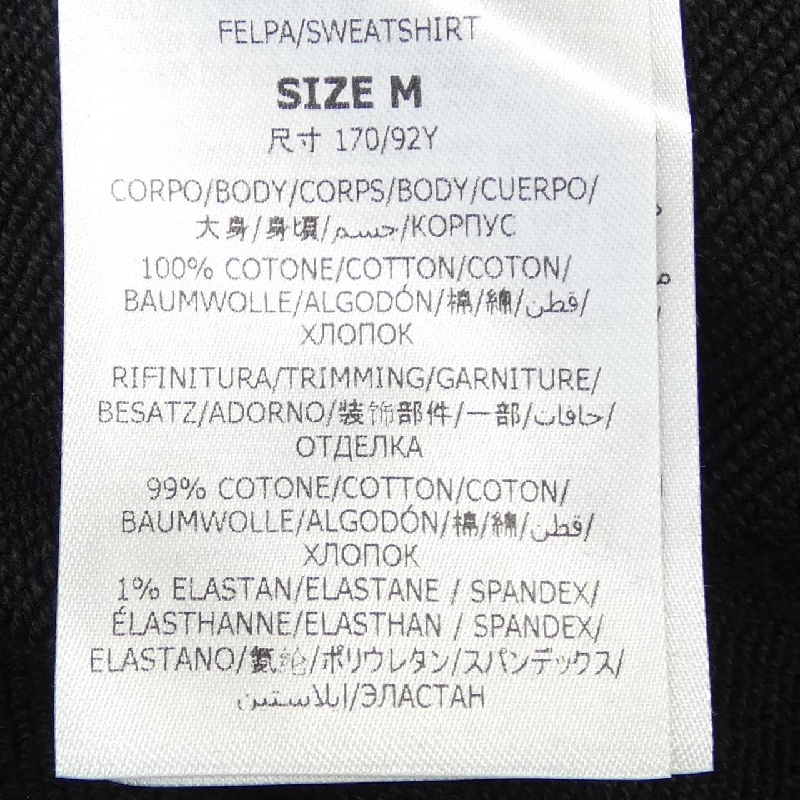 FELPA/SWEATSHIRT
SIZE M
尺寸 170/92Y
CORPO/BODY/CORPS/BODY/CUERPO/
大身/身頃/جسم/КОРПУС
100% COTONE/COTTON/COTON/
BAUMWOLLE/ALGODÓN/棉/綿/قطن/
ХЛОПОК
RIFINITURA/TRIMMING/GARNITURE/
BESATZ/ADORNO/装饰部件/一部/حافات/
ОТДЕЛКА
99% COTONE/COTTON/COTON/
BAUMWOLLE/ALGODÓN/棉/綿/قطن/
ХЛОПОК
1% ELASTAN/ELASTANE / SPANDEX/
ÉLASTHANNE/ELASTHAN / SPANDEX/
ELASTANO/氨纶/ポリウレタン/スパンデックス/
ايلاستين/ЭЛАСТАН